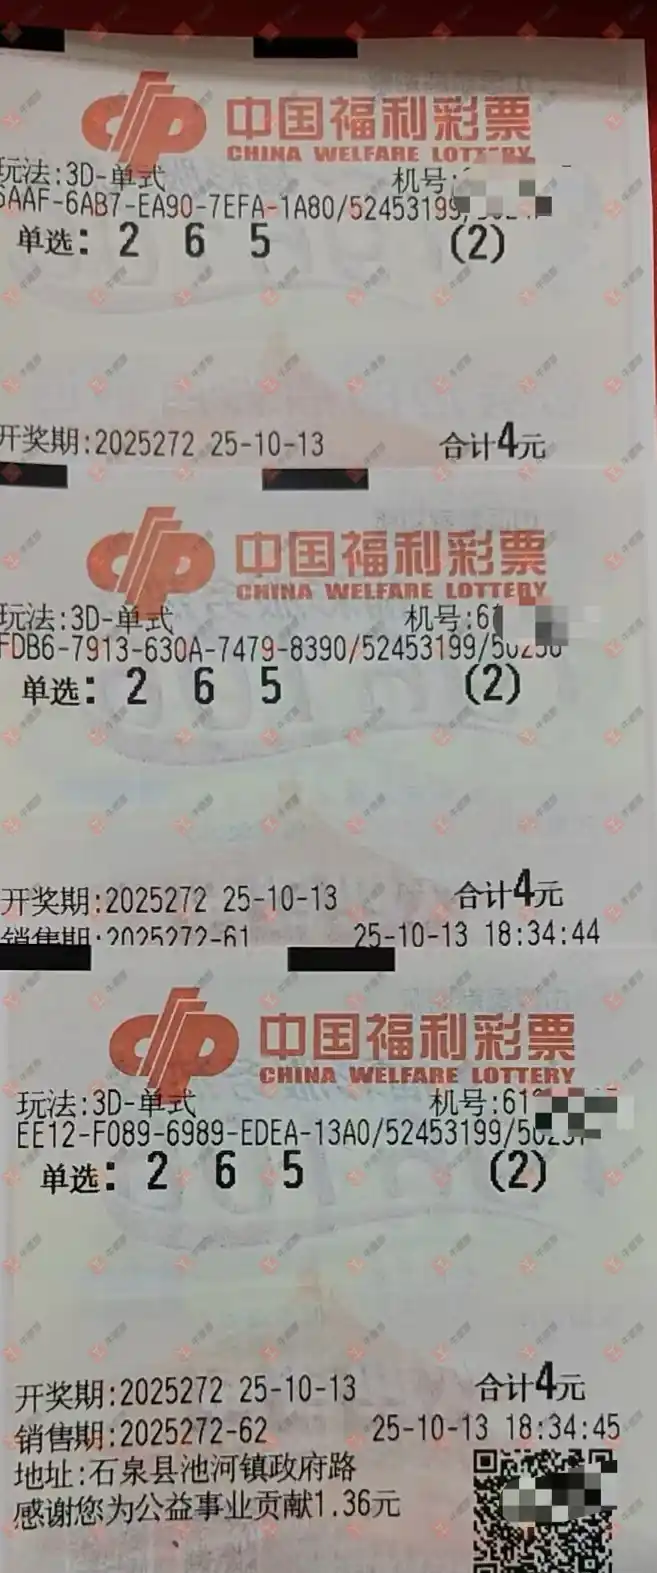 中国福利彩票
CHINA WELFARE LOTTERY
玩法:3D-单式 机号:
6AAF-6AB7-EA90-7EFA-1A80/52453199/
单选: 2 6 5 (2)
开奖期:2025272 25-10-13 合计4元
中国福利彩票
CHINA WELFARE LOTTERY
玩法:3D-单式 机号:61
FDB6-7913-630A-7479-8390/52453199/50236
单选: 2 6 5 (2)
开奖期:2025272 25-10-13 合计4元
销售期:2025272-61 25-10-13 18:34:44
中国福利彩票
CHINA WELFARE LOTTERY
玩法:3D-单式 机号:61
EE12-F089-6989-EDEA-13A0/52453199/50237
单选: 2 6 5 (2)
开奖期:2025272 25-10-13 合计4元
销售期:2025272-62 25-10-13 18:34:45
地址:石泉县池河镇政府路
感谢您为公益事业贡献1.36元